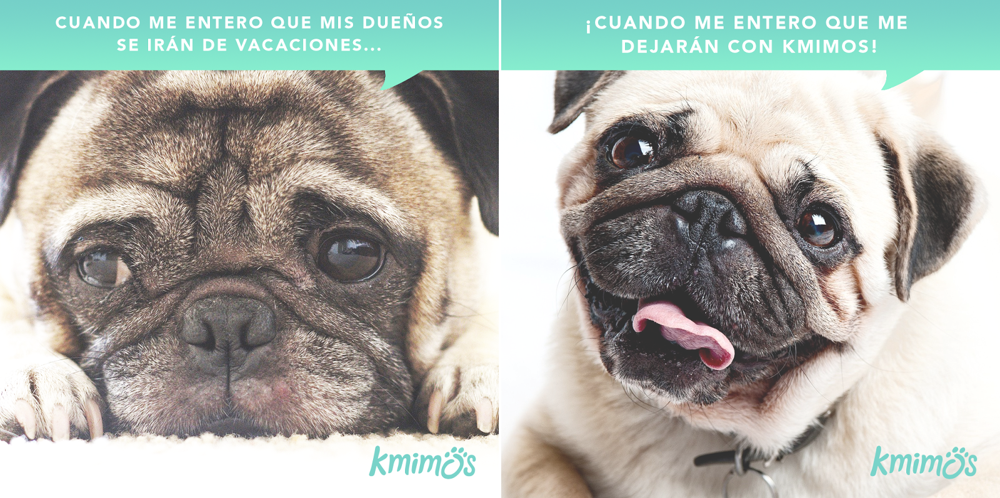 CUANDO ME ENTERO QUE MIS DUEÑOS
SE IRÁN DE VACACIONES...
kmimos
¡CUANDO ME ENTERO QUE ME
DEJARÁN CON KMIMOS!
kmimos